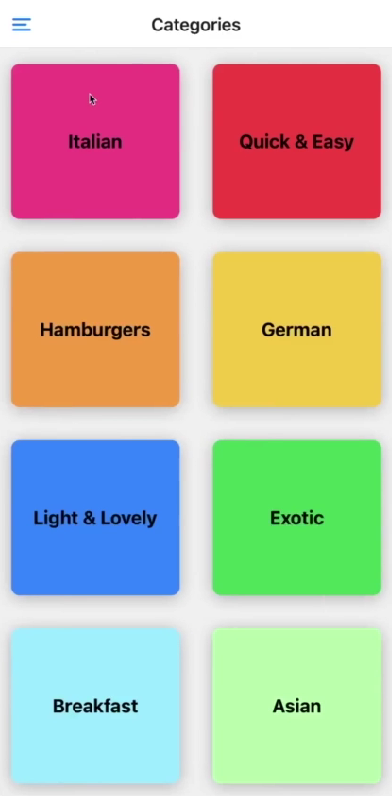 Categories
Italian
Quick & Easy
Hamburgers
German
Light & Lovely
Exotic
Breakfast
Asian